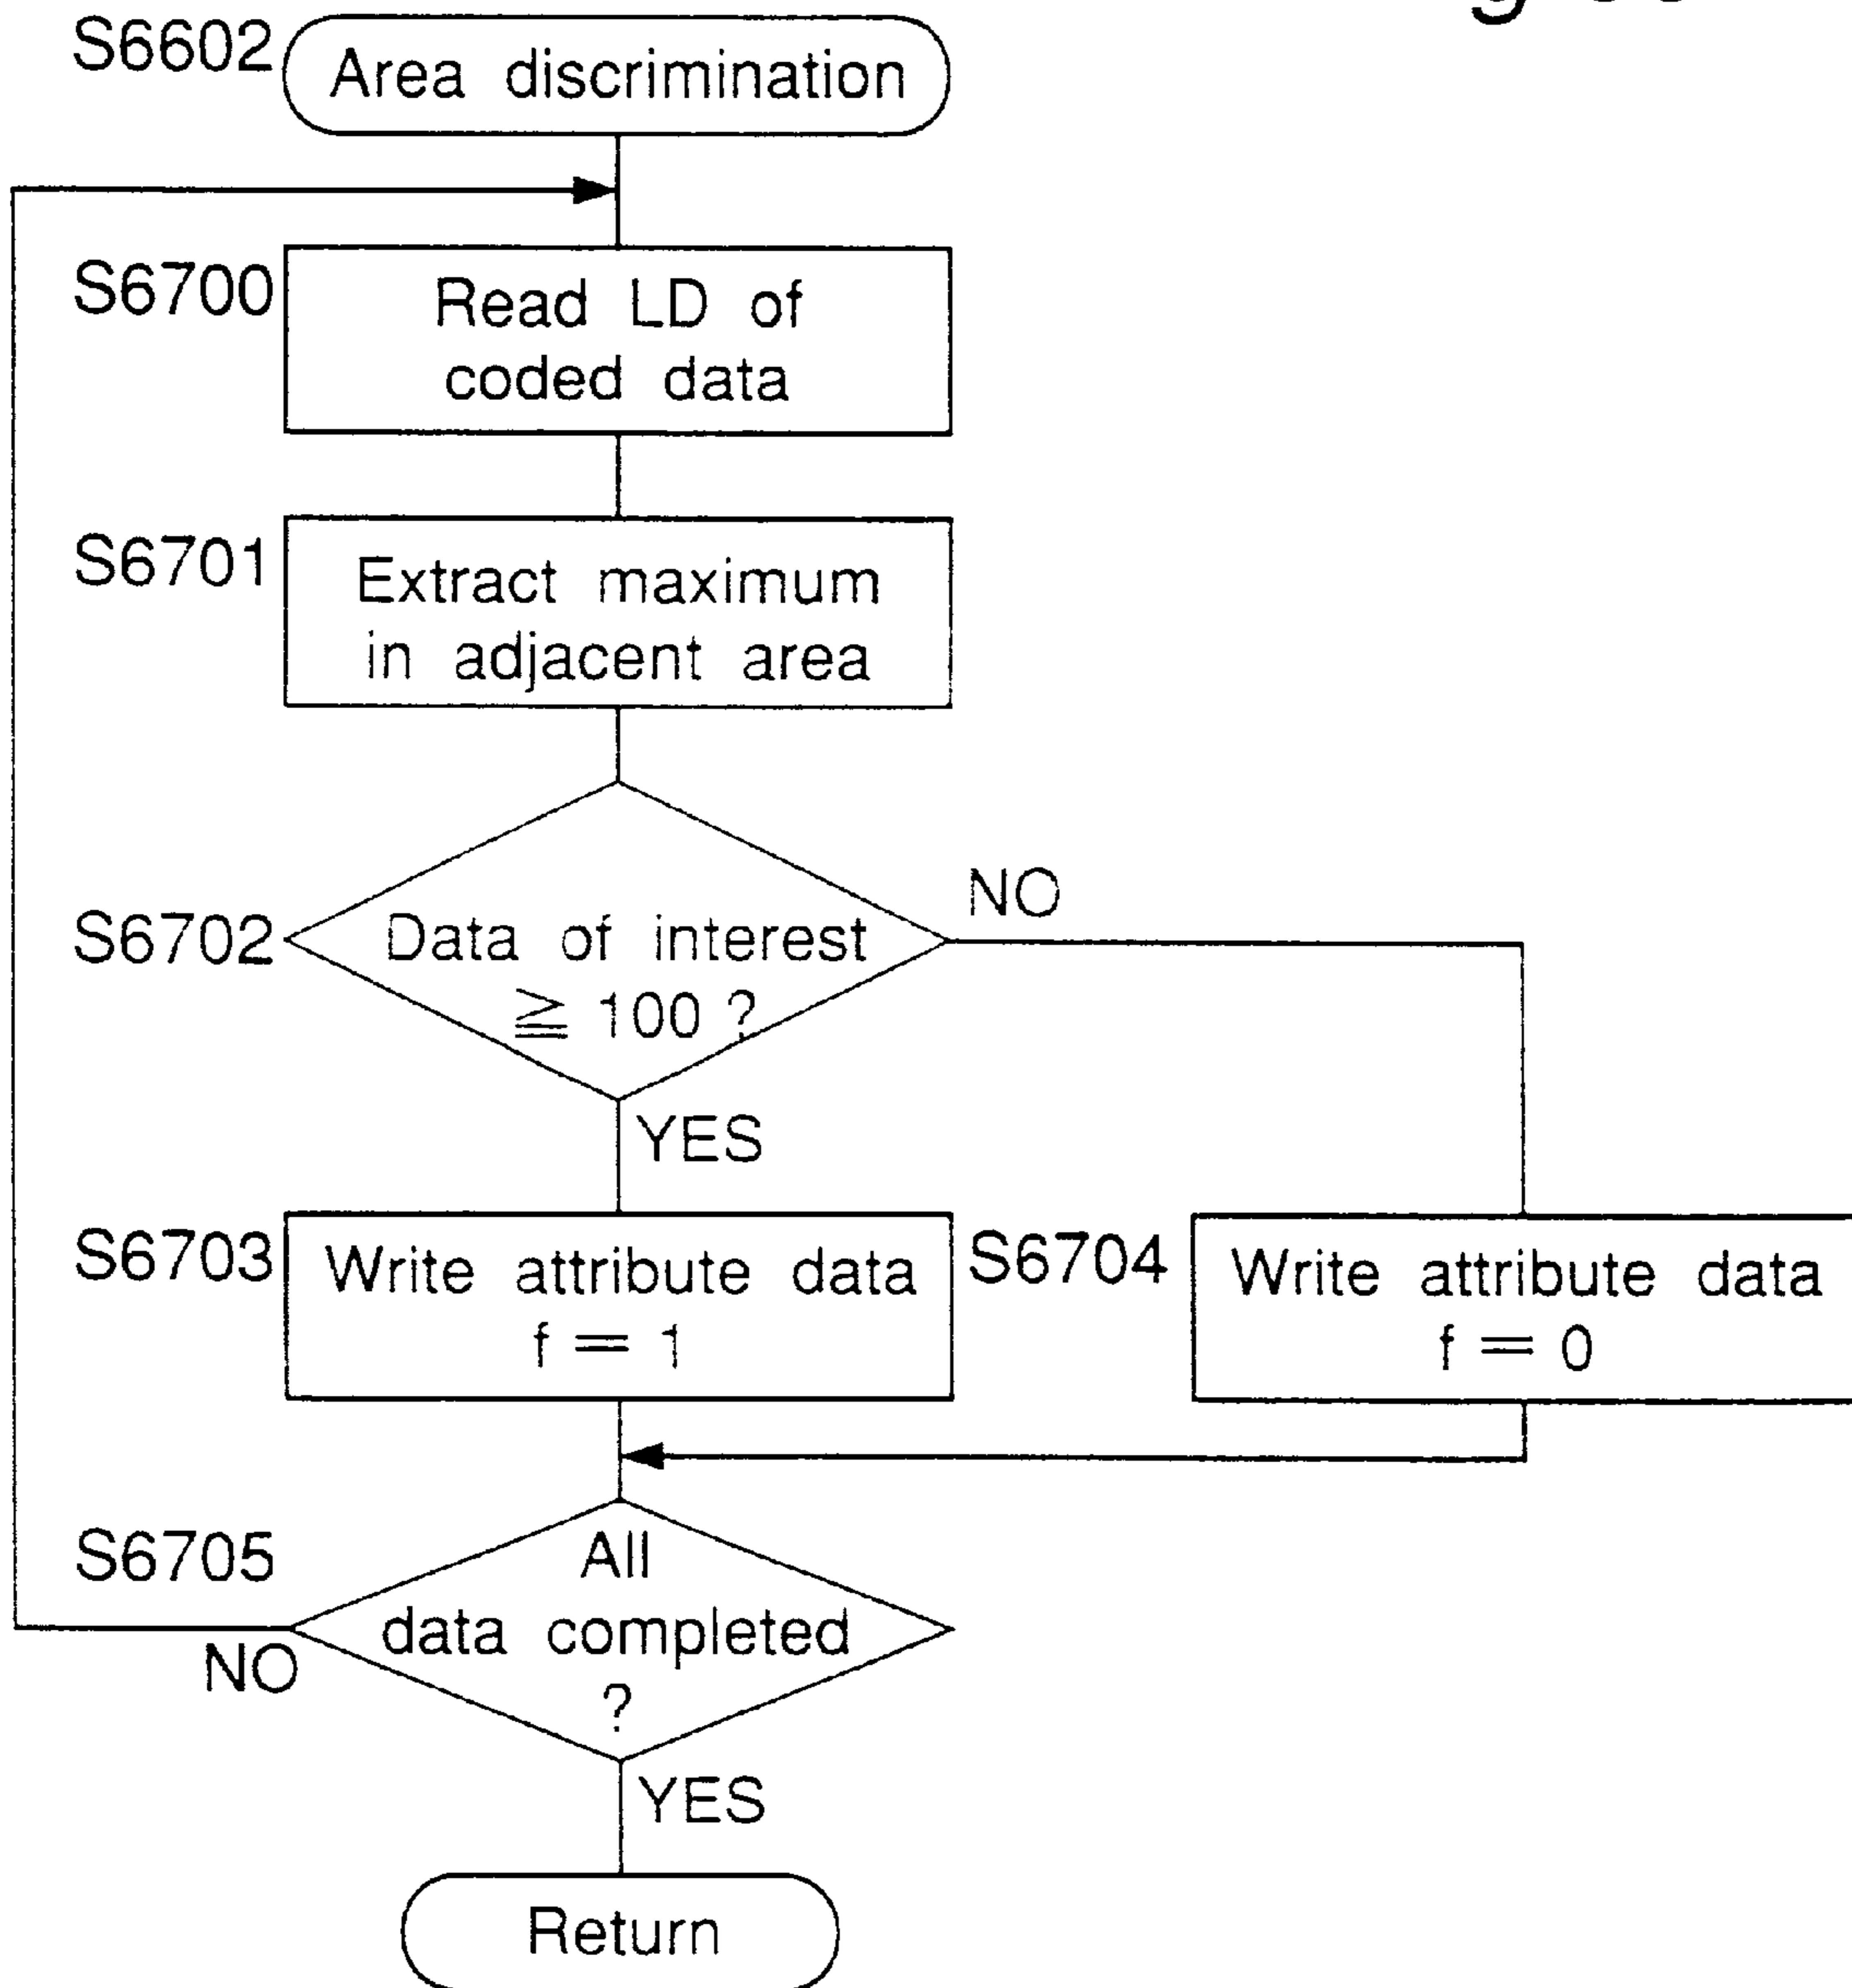 S6602
Area discrimination
S6700
Read LD of
coded data
S6701
Extract maximum
in adjacent area
S6702
Data of interest
≧ 100 ?
NO
YES
S6703
Write attribute data
f = 1
S6704
Write attribute data
f = 0
S6705
All
data completed
?
NO
YES
Return